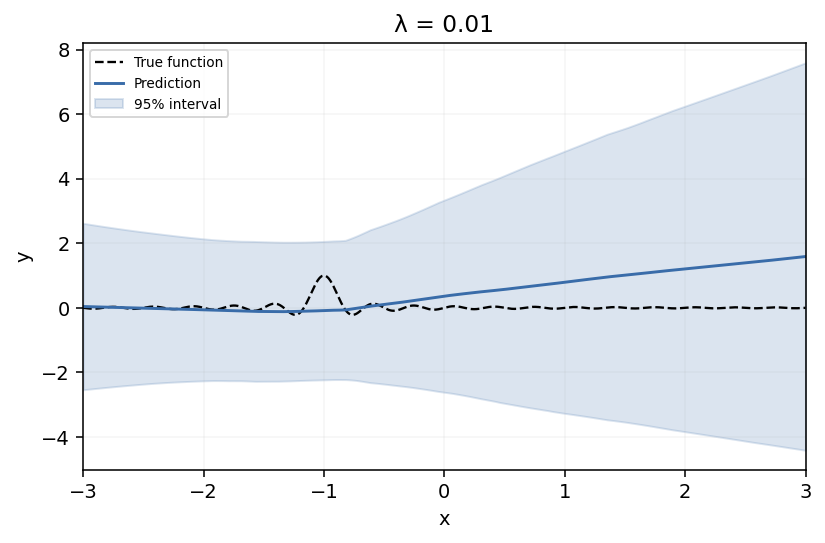 λ = 0.01
True function
Prediction
95% interval
y
8
6
4
2
0
−2
−4
−3 −2 −1 0 1 2 3
x